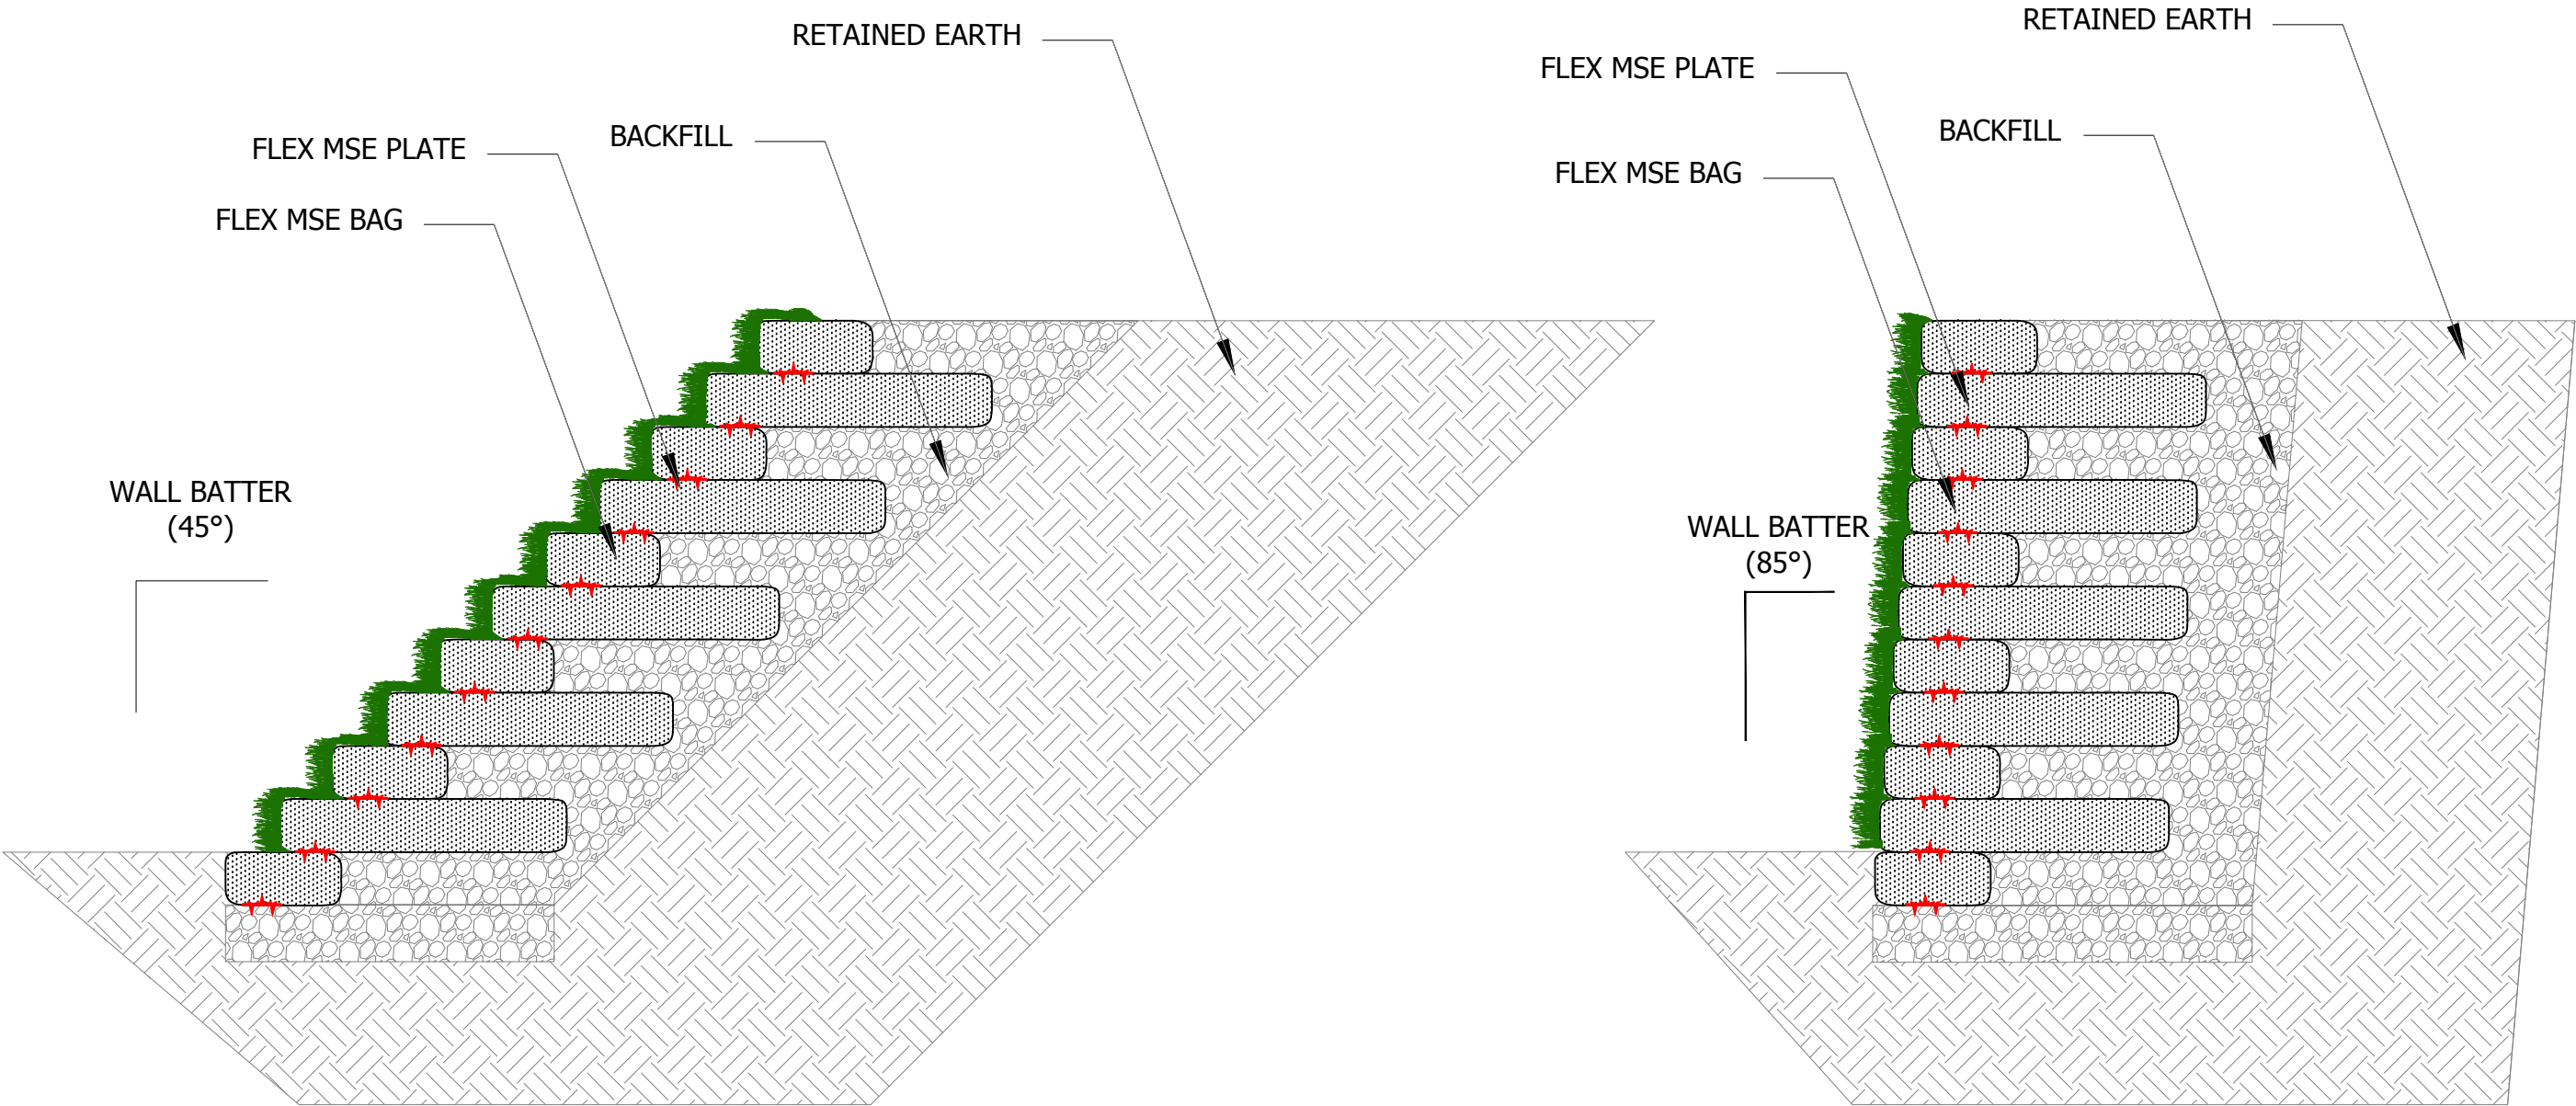 RETAINED EARTH
FLEX MSE PLATE
BACKFILL
FLEX MSE BAG
WALL BATTER
(45°)
RETAINED EARTH
FLEX MSE PLATE
BACKFILL
FLEX MSE BAG
WALL BATTER
(85°)